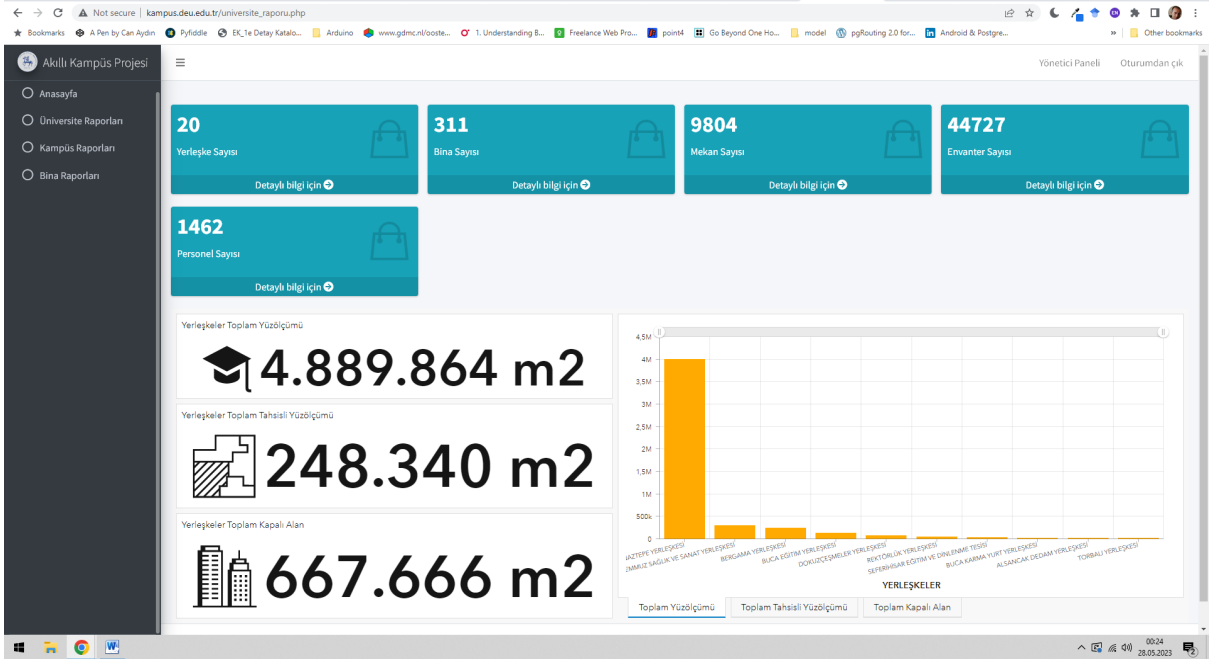 Not secure | kampus.deu.edu.tr/universite_raporu.php
Bookmarks A Pen by Can Aydın Pyfiddle EK_1e Detay Katalo... Arduino www.gdmc.nl/ooste... 1. Understanding B... Freelance Web Pro... point4 Go Beyond One Ho... model pgRouting 2.0 for... Android & Postgre... » Other bookmarks
Akıllı Kampüs Projesi
Yönetici Paneli Oturumdan çık
Anasayfa
Üniversite Raporları
Kampüs Raporları
Bina Raporları
20
Yerleşke Sayısı
Detaylı bilgi için
311
Bina Sayısı
Detaylı bilgi için
9804
Mekan Sayısı
Detaylı bilgi için
44727
Envanter Sayısı
Detaylı bilgi için
1462
Personel Sayısı
Detaylı bilgi için
Yerleşkeler Toplam Yüzölçümü
4.889.864 m2
Yerleşkeler Toplam Tahsisli Yüzölçümü
248.340 m2
Yerleşkeler Toplam Kapalı Alan
667.666 m2
4,5M
4M
3,5M
3M
2,5M
2M
1,5M
1M
500k
0
NAZTEPE YERLEŞKESİ
EMMUZ SAĞLIK VE SANAT YERLEŞKESİ
BERGAMA YERLEŞKESİ
BUCA EĞİTİM YERLEŞKESİ
DOKUZÇEŞMELER YERLEŞKESİ
REKTÖRLÜK YERLEŞKESİ
SEFERİHİSAR EĞİTİM VE DİNLENME TESİSİ
BUCA KARMA YURT YERLEŞKESİ
ALSANCAK DEDAM YERLEŞKESİ
TORBALI YERLEŞKESİ
YERLEŞKELER
Toplam Yüzölçümü Toplam Tahsisli Yüzölçümü Toplam Kapalı Alan
00:24
28.05.2023
2